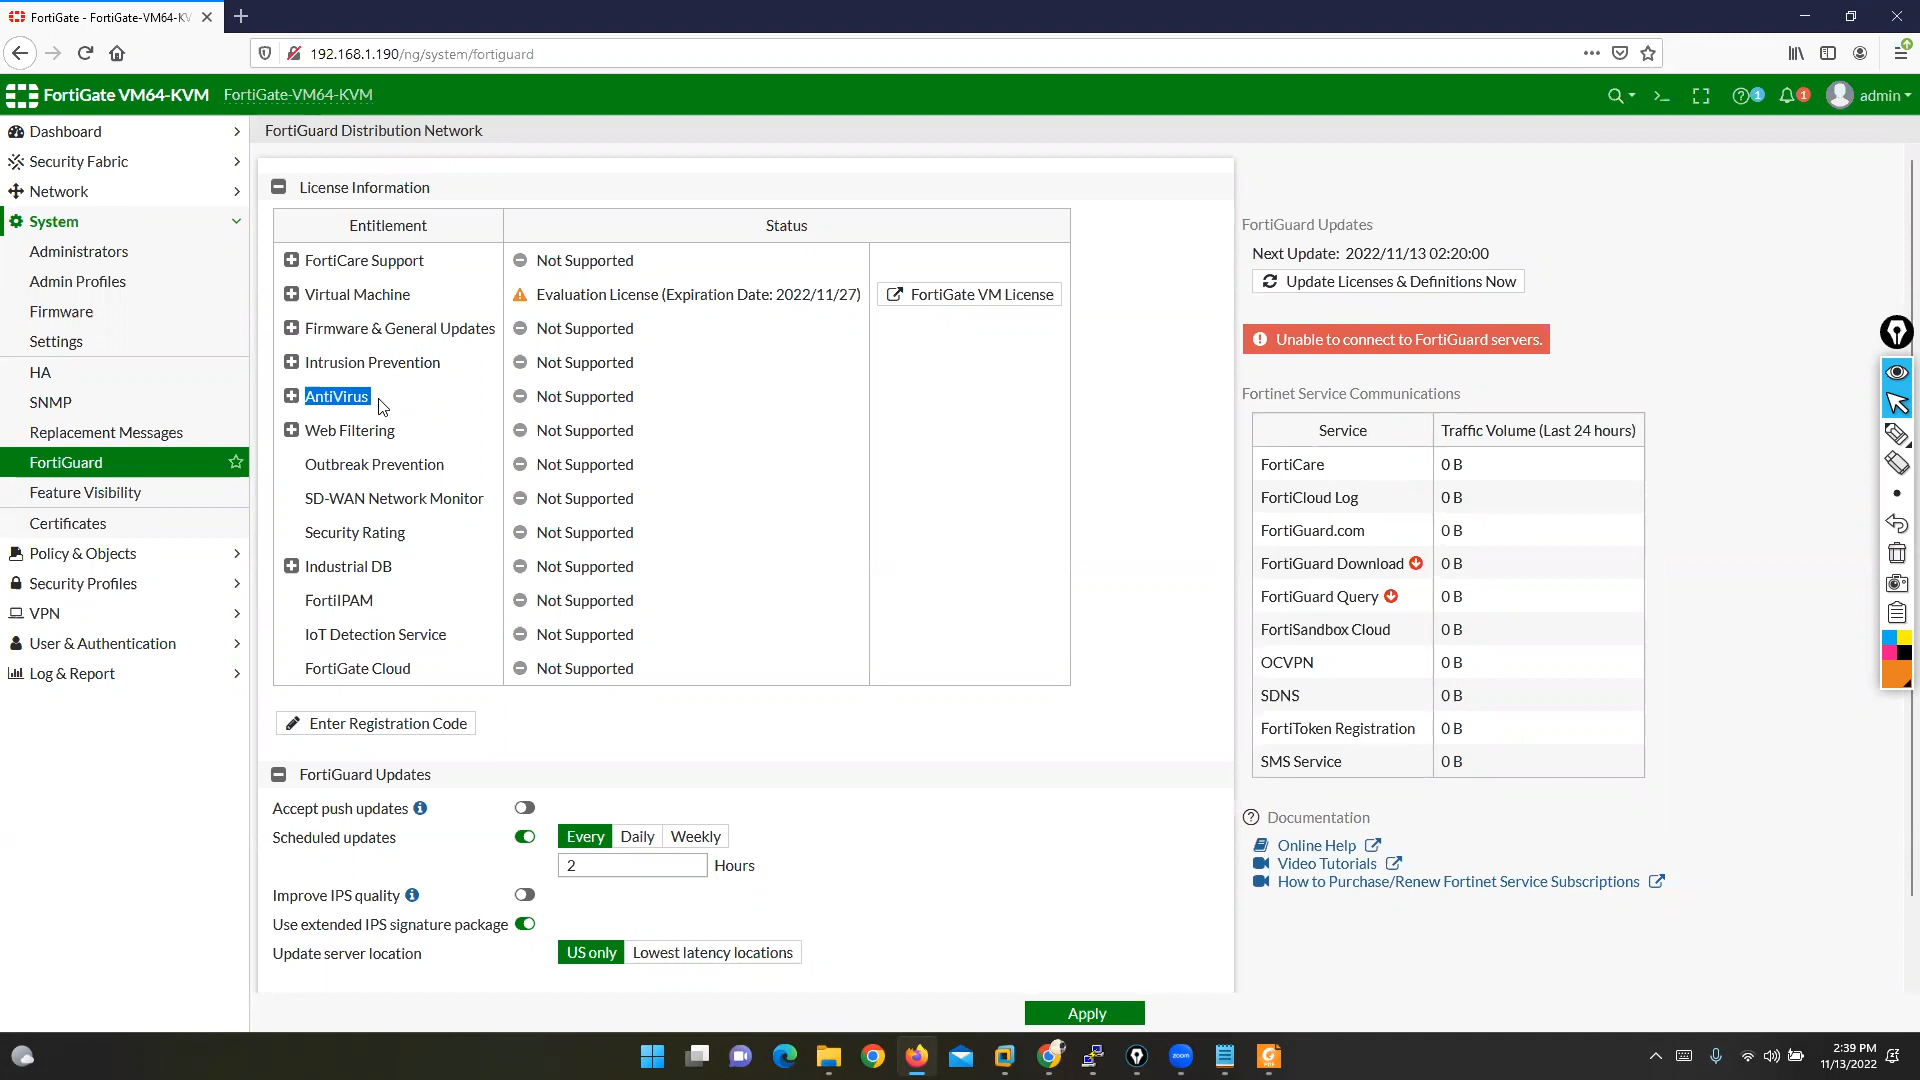 FortiGate - FortiGate-VM64-KV
192.168.1.190/ng/system/fortiguard
FortiGate VM64-KVM
FortiGate-VM64-KVM
1
1
admin
Dashboard
Security Fabric
Network
System
Administrators
Admin Profiles
Firmware
Settings
HA
SNMP
Replacement Messages
FortiGuard
Feature Visibility
Certificates
Policy & Objects
Security Profiles
VPN
User & Authentication
Log & Report
FortiGuard Distribution Network
License Information
Entitlement Status
FortiCare Support Not Supported
Virtual Machine Evaluation License (Expiration Date: 2022/11/27) FortiGate VM License
Firmware & General Updates Not Supported
Intrusion Prevention Not Supported
AntiVirus Not Supported
Web Filtering Not Supported
Outbreak Prevention Not Supported
SD-WAN Network Monitor Not Supported
Security Rating Not Supported
Industrial DB Not Supported
FortiIPAM Not Supported
IoT Detection Service Not Supported
FortiGate Cloud Not Supported
Enter Registration Code
FortiGuard Updates
Accept push updates
Scheduled updates Every Daily Weekly
2 Hours
Improve IPS quality
Use extended IPS signature package
Update server location US only Lowest latency locations
Apply
FortiGuard Updates
Next Update: 2022/11/13 02:20:00
Update Licenses & Definitions Now
Unable to connect to FortiGuard servers.
Fortinet Service Communications
Service Traffic Volume (Last 24 hours)
FortiCare 0 B
FortiCloud Log 0 B
FortiGuard.com 0 B
FortiGuard Download 0 B
FortiGuard Query 0 B
FortiSandbox Cloud 0 B
OCVPN 0 B
SDNS 0 B
FortiToken Registration 0 B
SMS Service 0 B
Documentation
Online Help
Video Tutorials
How to Purchase/Renew Fortinet Service Subscriptions
zoom
PDF
2:39 PM
11/13/2022